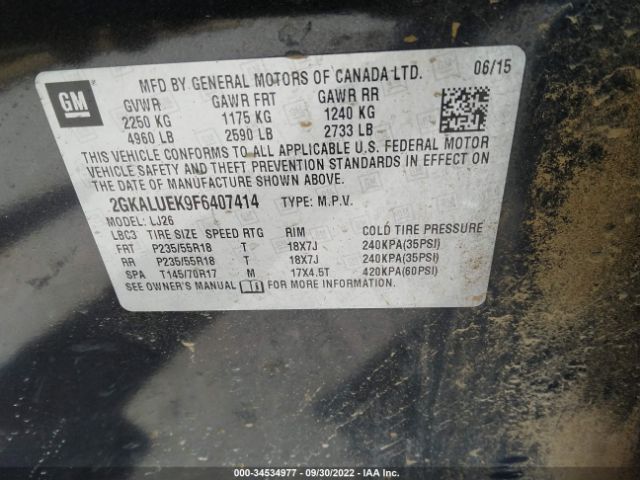 GM
MFD BY GENERAL MOTORS OF CANADA LTD. 06/15
GVWR GAWR FRT GAWR RR
2250 KG 1175 KG 1240 KG
4960 LB 2590 LB 2733 LB
THIS VEHICLE CONFORMS TO ALL APPLICABLE U.S. FEDERAL MOTOR
VEHICLE SAFETY AND THEFT PREVENTION STANDARDS IN EFFECT ON
THE DATE OF MANUFACTURE SHOWN ABOVE.
2GKALUEK9F6407414 TYPE: M.P.V.
MODEL: LJ26
LBC3 TIRE SIZE SPEED RTG RIM COLD TIRE PRESSURE
FRT P235/55R18 T 18X7J 240KPA(35PSI)
RR P235/55R18 T 18X7J 240KPA(35PSI)
SPA T145/70R17 M 17X4.5T 420KPA(60PSI)
SEE OWNER'S MANUAL FOR MORE INFORMATION.
000-34534977 - 09/30/2022 - IAA Inc.